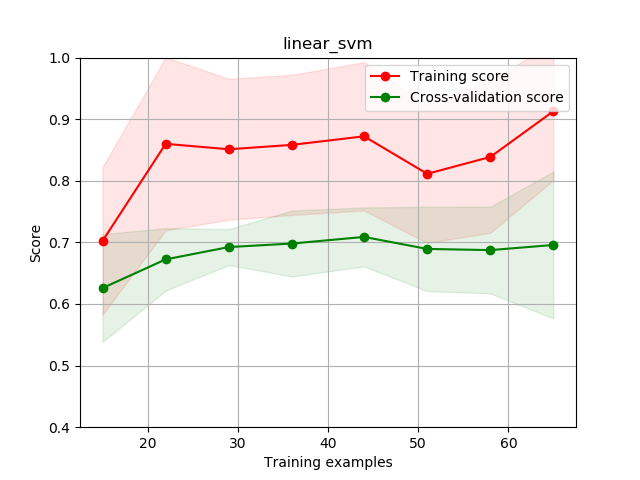 linear_svm
Training score
Cross-validation score
1.0
0.9
0.8
0.7
0.6
0.5
0.4
Score
20 30 40 50 60
Training examples